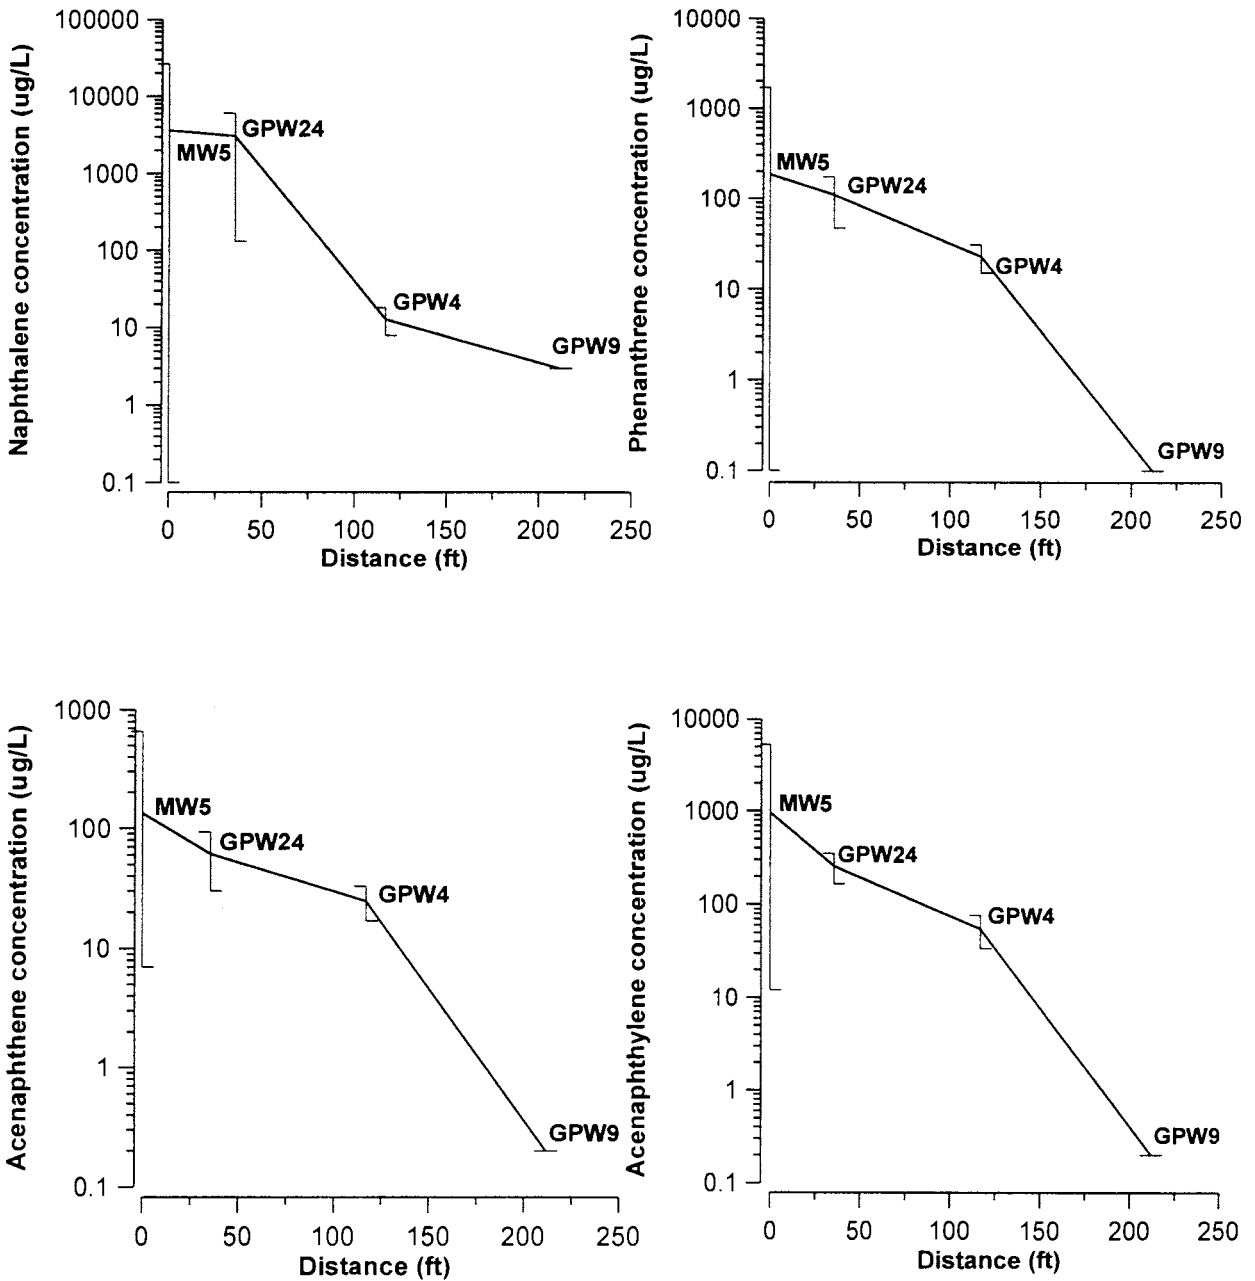 Naphthalene concentration (ug/L)
100000
10000
1000
100
10
1
0.1
MW5
GPW24
GPW4
GPW9
0 50 100 150 200 250
Distance (ft)
Phenanthrene concentration (ug/L)
10000
1000
100
10
1
0.1
MW5
GPW24
GPW4
GPW9
0 50 100 150 200 250
Distance (ft)
Acenaphthene concentration (ug/L)
1000
100
10
1
0.1
MW5
GPW24
GPW4
GPW9
0 50 100 150 200 250
Distance (ft)
Acenaphthylene concentration (ug/L)
10000
1000
100
10
1
0.1
MW5
GPW24
GPW4
GPW9
0 50 100 150 200 250
Distance (ft)